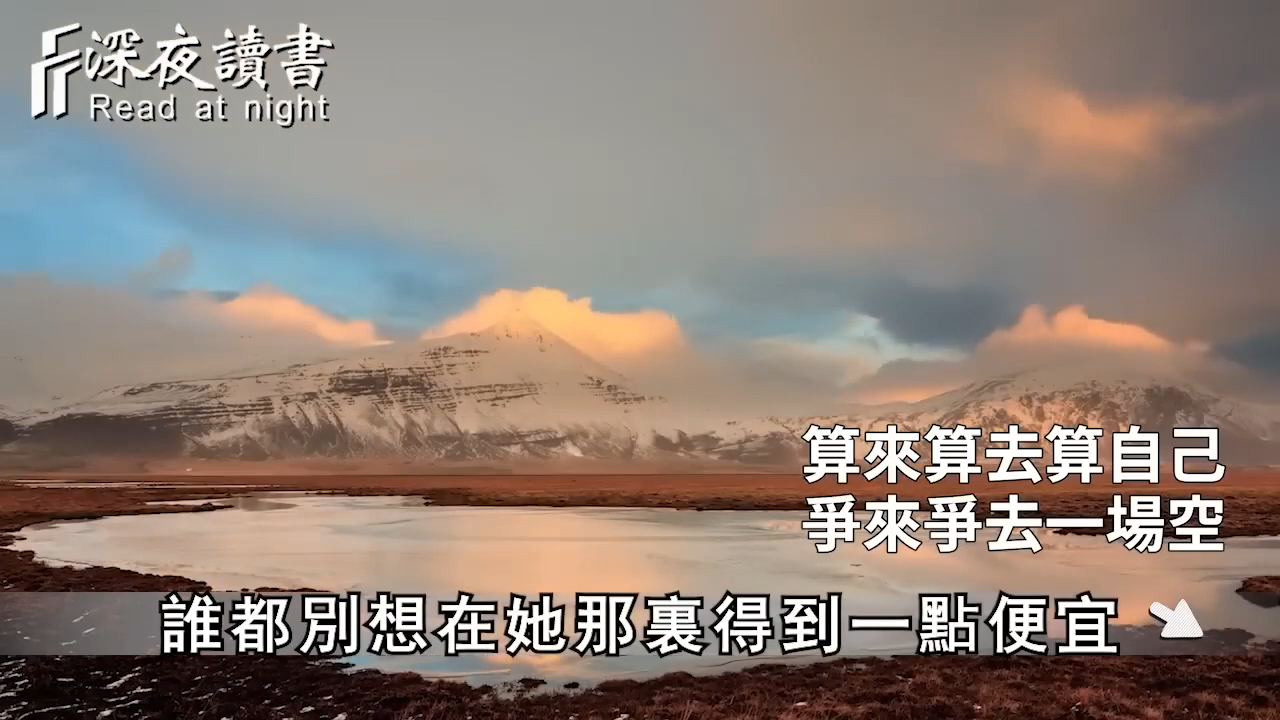 深夜讀書
Read at night
算來算去算自己
爭來爭去一場空
誰都別想在她那裏得到一點便宜